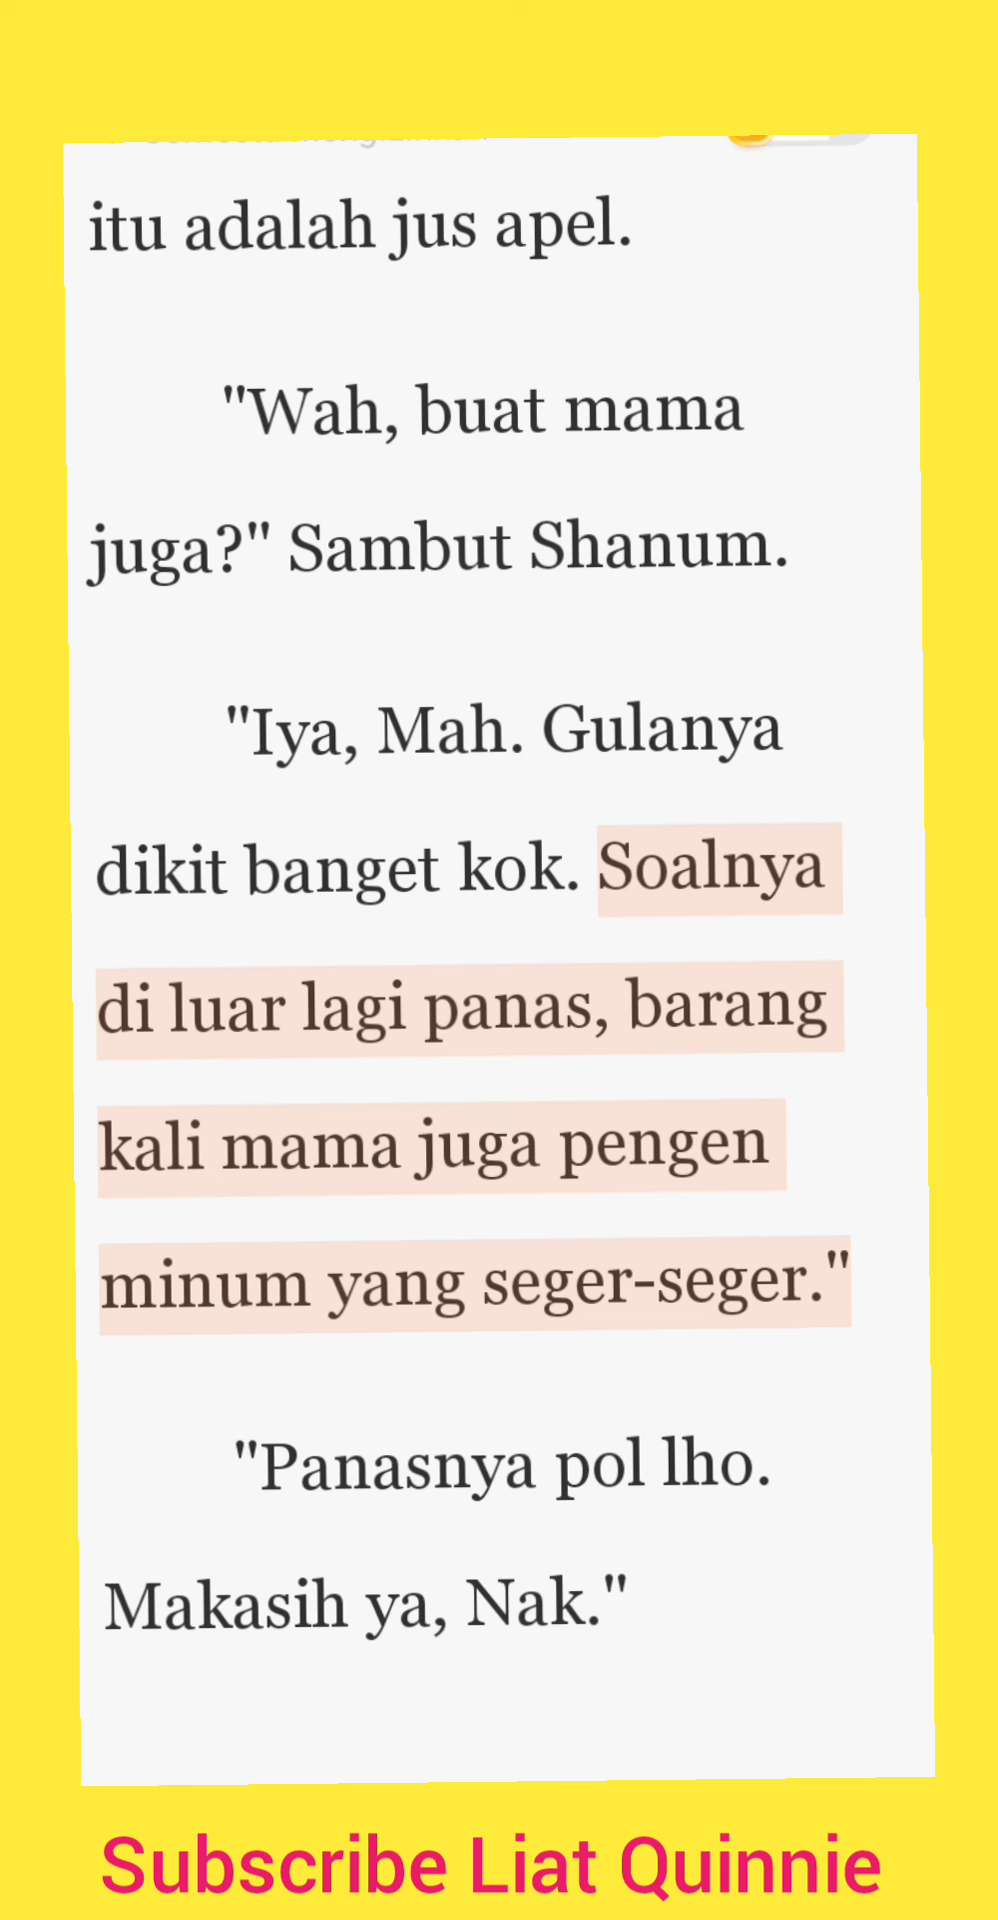 itu adalah jus apel.
"Wah, buat mama
juga?" Sambut Shanum.
"Iya, Mah. Gulanya
dikit banget kok. Soalnya
di luar lagi panas, barang
kali mama juga pengen
minum yang seger-seger."
"Panasnya pol lho.
Makasih ya, Nak."
Subscribe Liat Quinnie